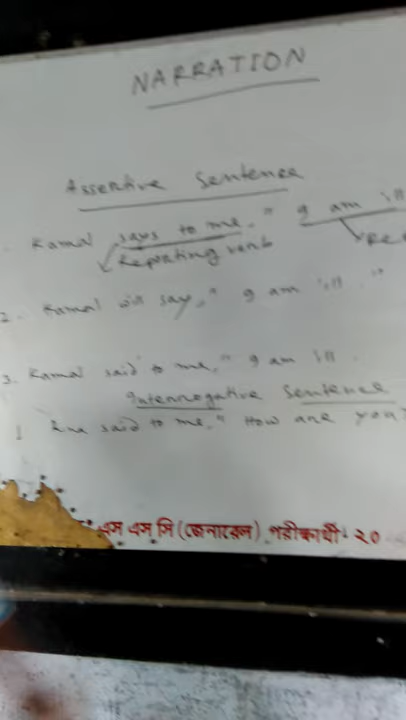 NARRATION
Assertive Sentence
Kamal says to me, " I am ill
Reporting verb
2. Kamal will say, " I am ill . "
3. Kamal said to me, " I am ill
Interrogative Sentence
1 said to me, " How are you?
এস এস সি (জেনারেল) পরীক্ষার্থী: ২০